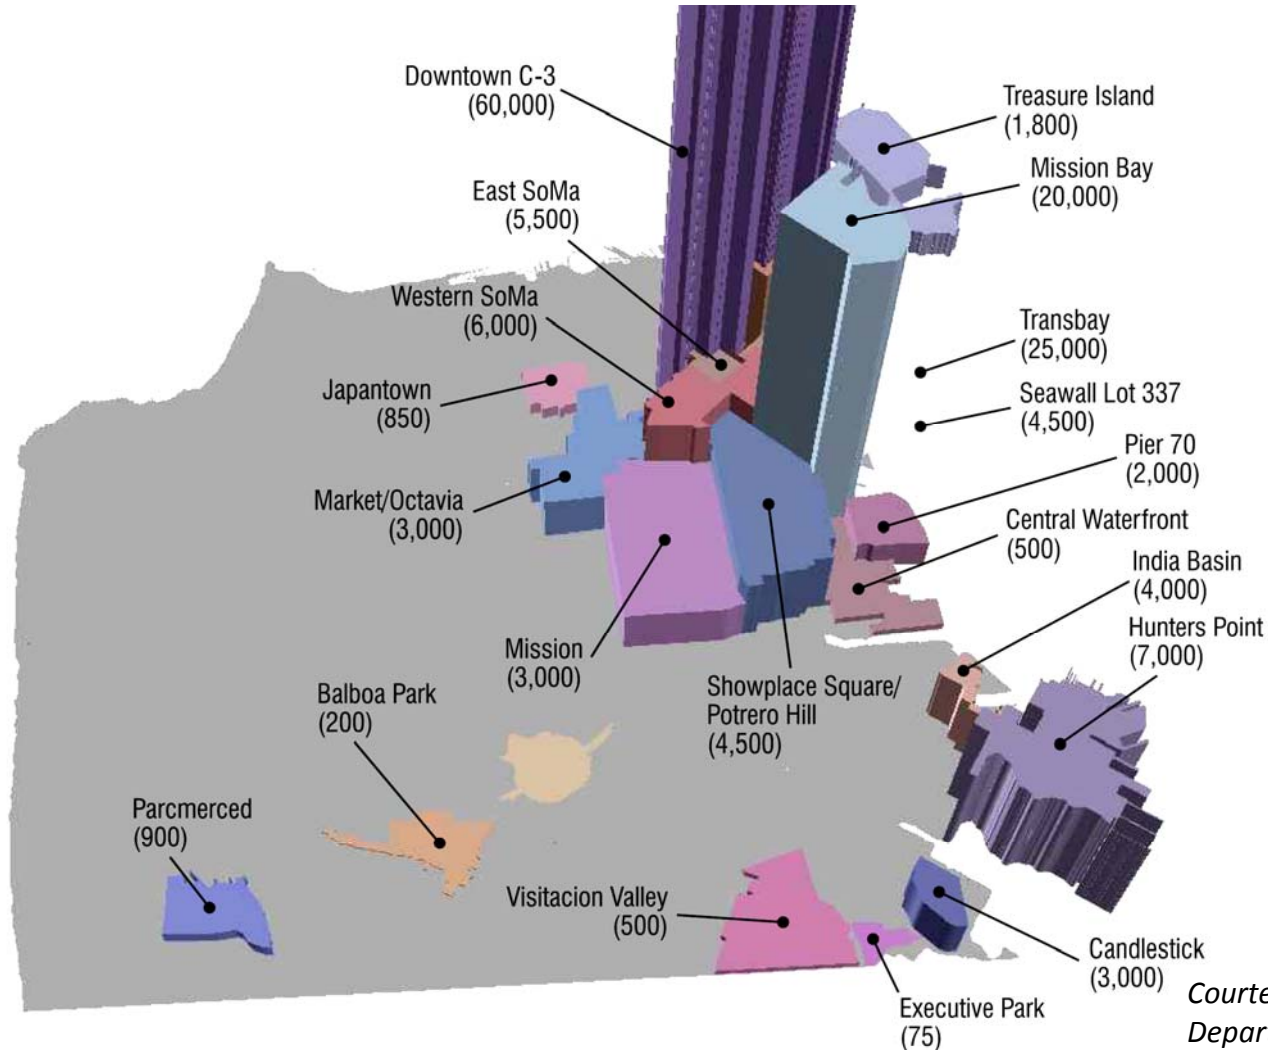 Downtown C-3
(60,000)
Treasure Island
(1,800)
Mission Bay
(20,000)
East SoMa
(5,500)
Western SoMa
(6,000)
Transbay
(25,000)
Japantown
(850)
Seawall Lot 337
(4,500)
Pier 70
(2,000)
Market/Octavia
(3,000)
Central Waterfront
(500)
India Basin
(4,000)
Hunters Point
(7,000)
Mission
(3,000)
Showplace Square/
Potrero Hill
(4,500)
Balboa Park
(200)
Parcmerced
(900)
Visitacion Valley
(500)
Candlestick
(3,000)
Executive Park
(75)
Courte
Depar